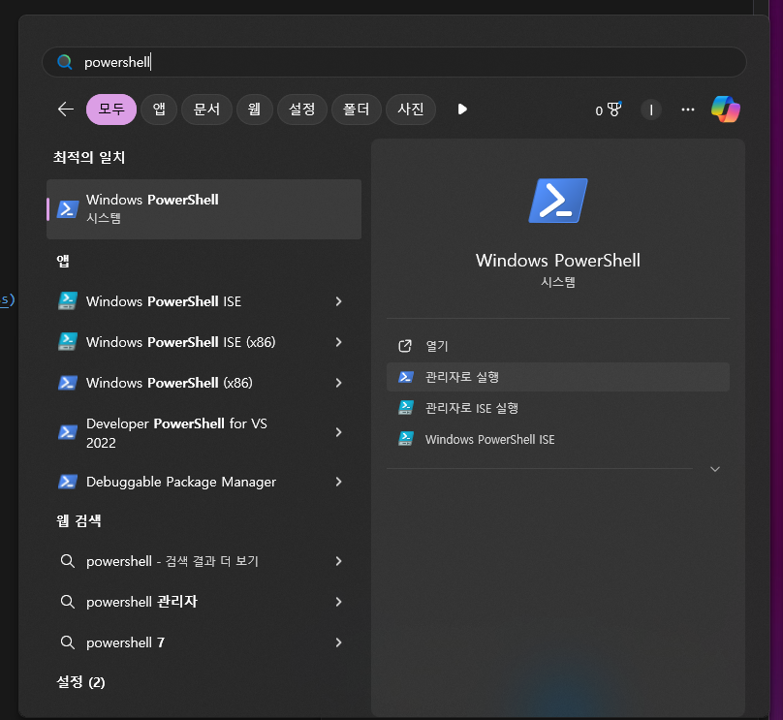 powershell
모두
앱
문서
웹
설정
폴더
사진
0
I
최적의 일치
Windows PowerShell
시스템
앱
Windows PowerShell ISE
Windows PowerShell ISE (x86)
Windows PowerShell (x86)
Developer PowerShell for VS
2022
Debuggable Package Manager
웹 검색
powershell - 검색 결과 더 보기
powershell 관리자
powershell 7
설정 (2)
Windows PowerShell
시스템
열기
관리자로 실행
관리자로 ISE 실행
Windows PowerShell ISE
s)